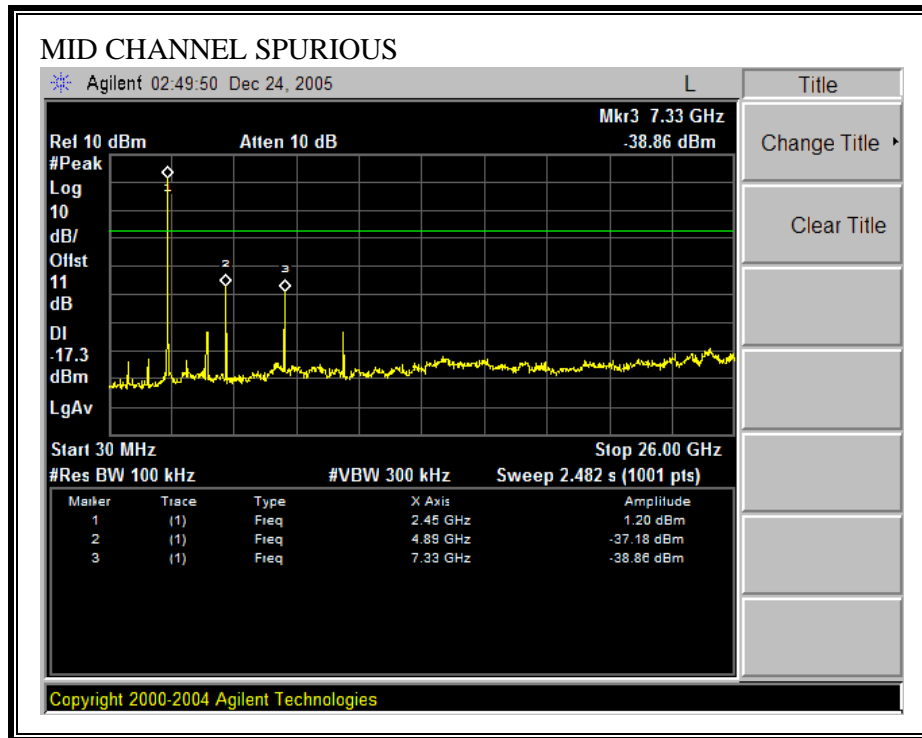 MID CHANNEL SPURIOUS
Agilent 02:49:50 Dec 24, 2005 L Title
Mkr3 7.33 GHz
Ref 10 dBm Atten 10 dB -38.86 dBm
Change Title
#Peak
Log
10
dB/
Offst
11
dB
DI
-17.3
dBm
LgAv
1
2
3
Clear Title
Start 30 MHz Stop 26.00 GHz
#Res BW 100 kHz #VBW 300 kHz Sweep 2.482 s (1001 pts)
Marker Trace Type X Axis Amplitude
1 (1) Freq 2.45 GHz 1.20 dBm
2 (1) Freq 4.89 GHz -37.18 dBm
3 (1) Freq 7.33 GHz -38.86 dBm
Copyright 2000-2004 Agilent Technologies